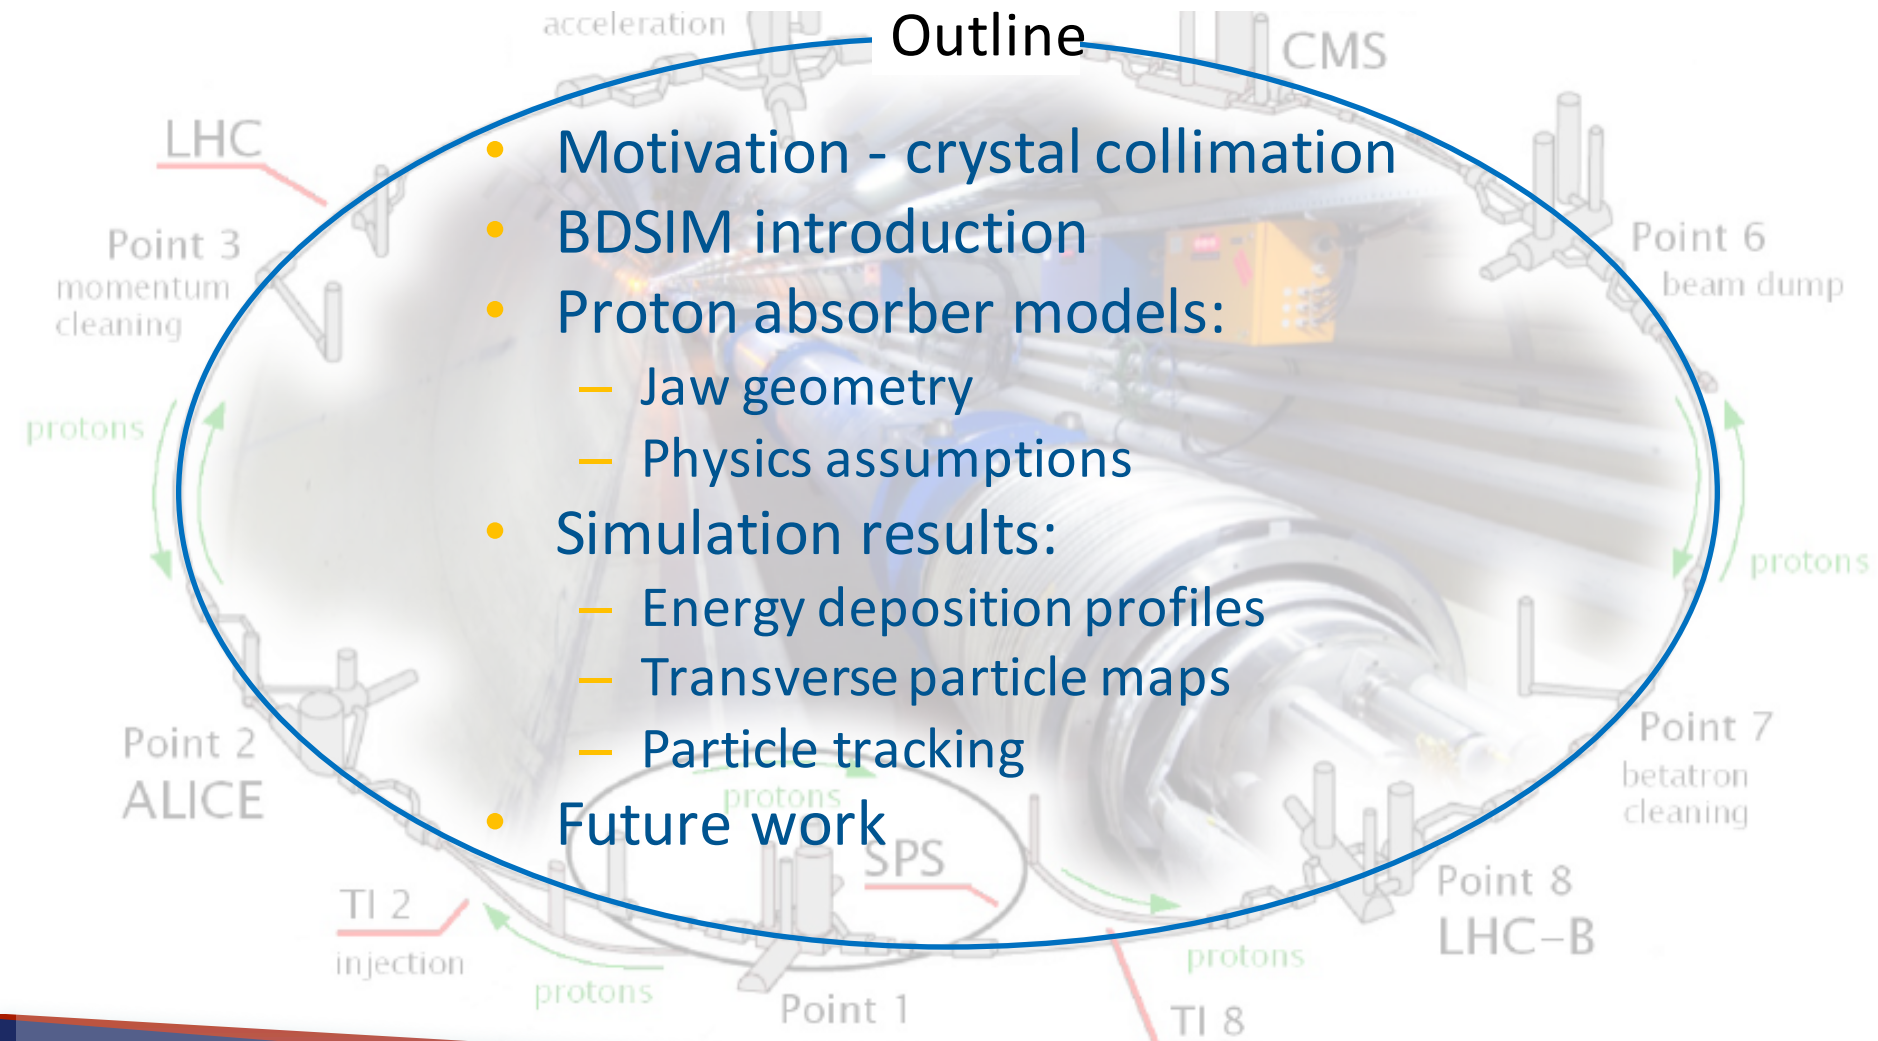 Outline
acceleration
CMS
LHC
• Motivation - crystal collimation
Point 3
momentum
cleaning
• BDSIM introduction
Point 6
beam dump
• Proton absorber models:
– Jaw geometry
protons
– Physics assumptions
• Simulation results:
protons
– Energy deposition profiles
– Transverse particle maps
Point 2
ALICE
– Particle tracking
Point 7
betatron
cleaning
protons
• Future work
SPS
Point 8
LHC-B
TI 2
injection
protons
protons
Point 1
TI 8